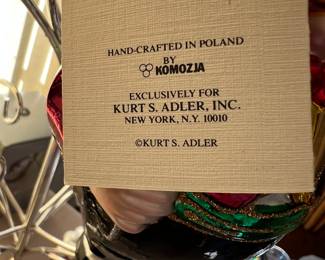 HAND-CRAFTED IN POLAND
BY
KOMOZJA
EXCLUSIVELY FOR
KURT S. ADLER, INC.
NEW YORK, N.Y. 10010
©KURT S. ADLER